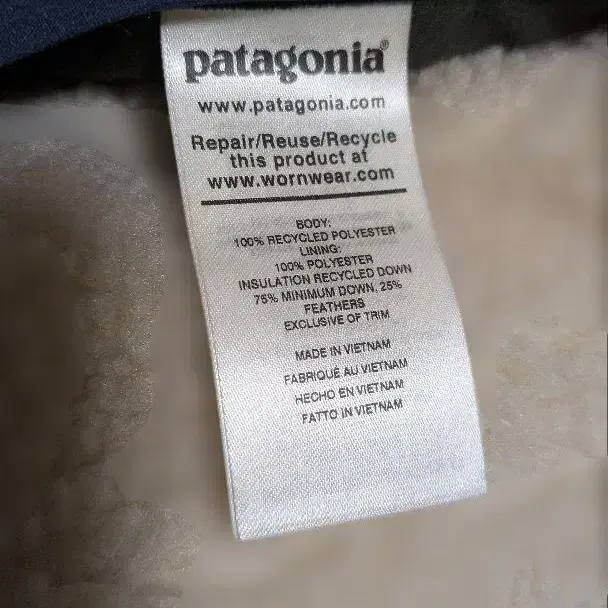 patagonia®
www.patagonia.com
Repair/Reuse/Recycle
this product at
www.wornwear.com
BODY:
100% RECYCLED POLYESTER
LINING:
100% POLYESTER
INSULATION RECYCLED DOWN
75% MINIMUM DOWN, 25%
FEATHERS
EXCLUSIVE OF TRIM
MADE IN VIETNAM
FABRIQUÉ AU VIETNAM
HECHO EN VIETNAM
FATTO IN VIETNAM